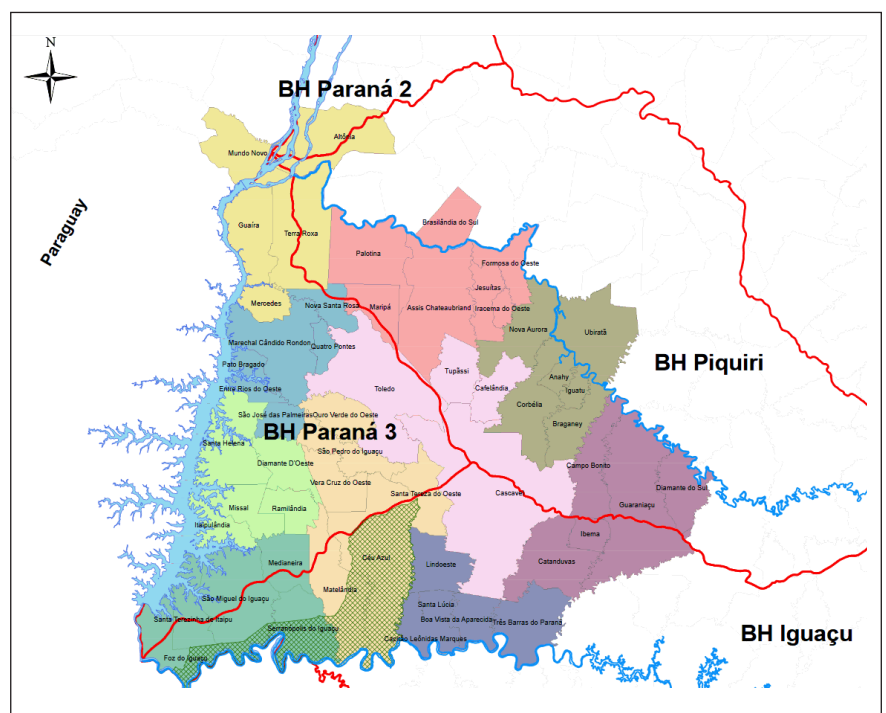 N
BH Paraná 2
Altônia
Mundo Novo
Paraguay
Brasilândia do Sul
Guaíra
Terra Roxa
Palotina
Formosa do Oeste
Jesuítas
Mercedes
Nova Santa Rosa
Maripá
Assis Chateaubriand
Iracema do Oeste
Nova Aurora
Ubiratã
Marechal Cândido Rondon
Quatro Pontes
BH Piquiri
Pato Bragado
Tupãssi
Anahy
Entre Rios do Oeste
Toledo
Cafelândia
Iguatu
Corbélia
São José das Palmeiras
Ouro Verde do Oeste
Braganey
BH Paraná 3
Santa Helena
São Pedro do Iguaçu
Diamante D'Oeste
Campo Bonito
Vera Cruz do Oeste
Diamante do Sul
Santa Tereza do Oeste
Cascavel
Guaraniaçu
Missal
Ramilândia
Itaipulândia
Ibema
Céu Azul
Medianeira
Lindoeste
Catanduvas
Matelândia
São Miguel do Iguaçu
Santa Lúcia
Santa Terezinha de Itaipu
Boa Vista da Aparecida
Três Barras do Paraná
Serranópolis do Iguaçu
BH Iguaçu
Capitão Leônidas Marques
Foz do Iguaçu